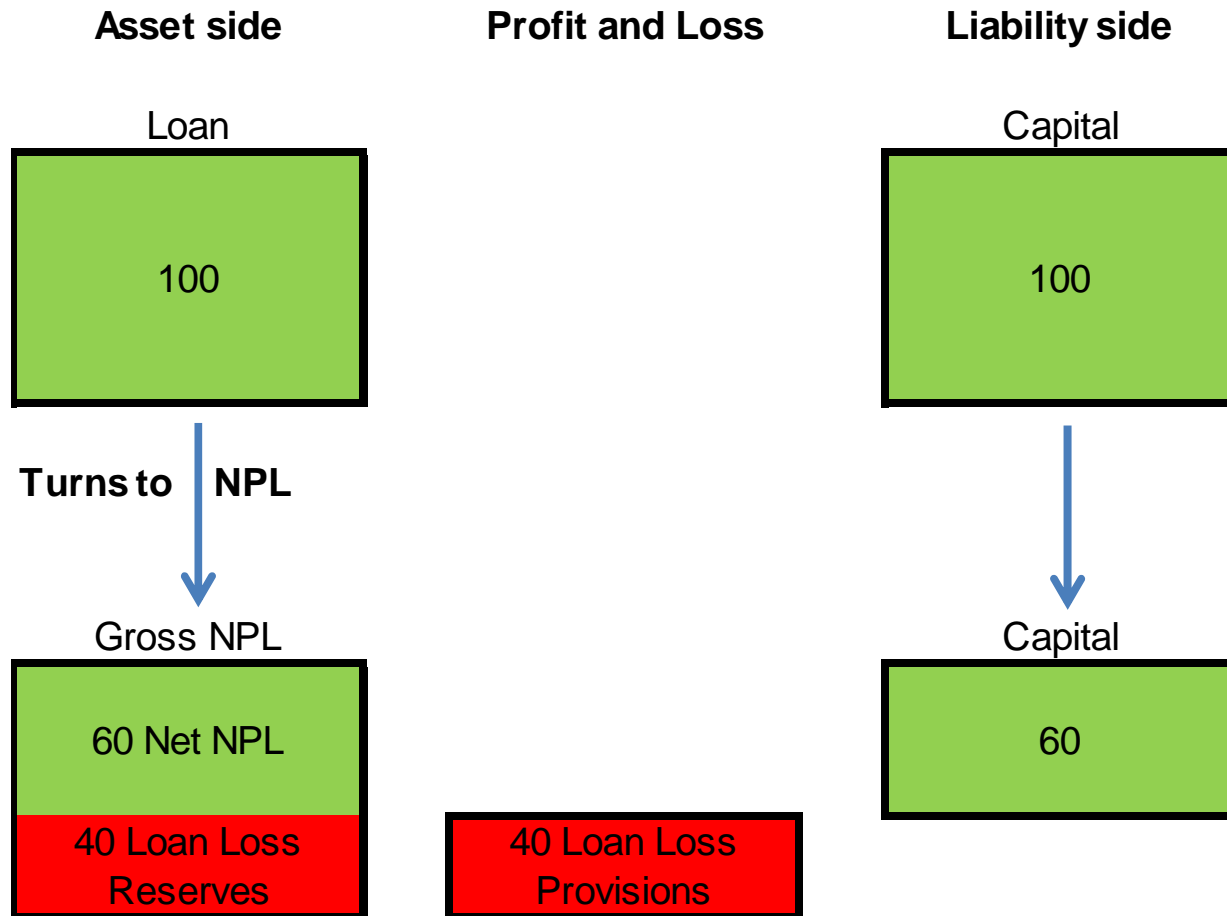 Asset side
Profit and Loss
Liability side
Loan
Capital
100
100
Turns to NPL
Gross NPL
Capital
60 Net NPL
60
40 Loan Loss
Reserves
40 Loan Loss
Provisions